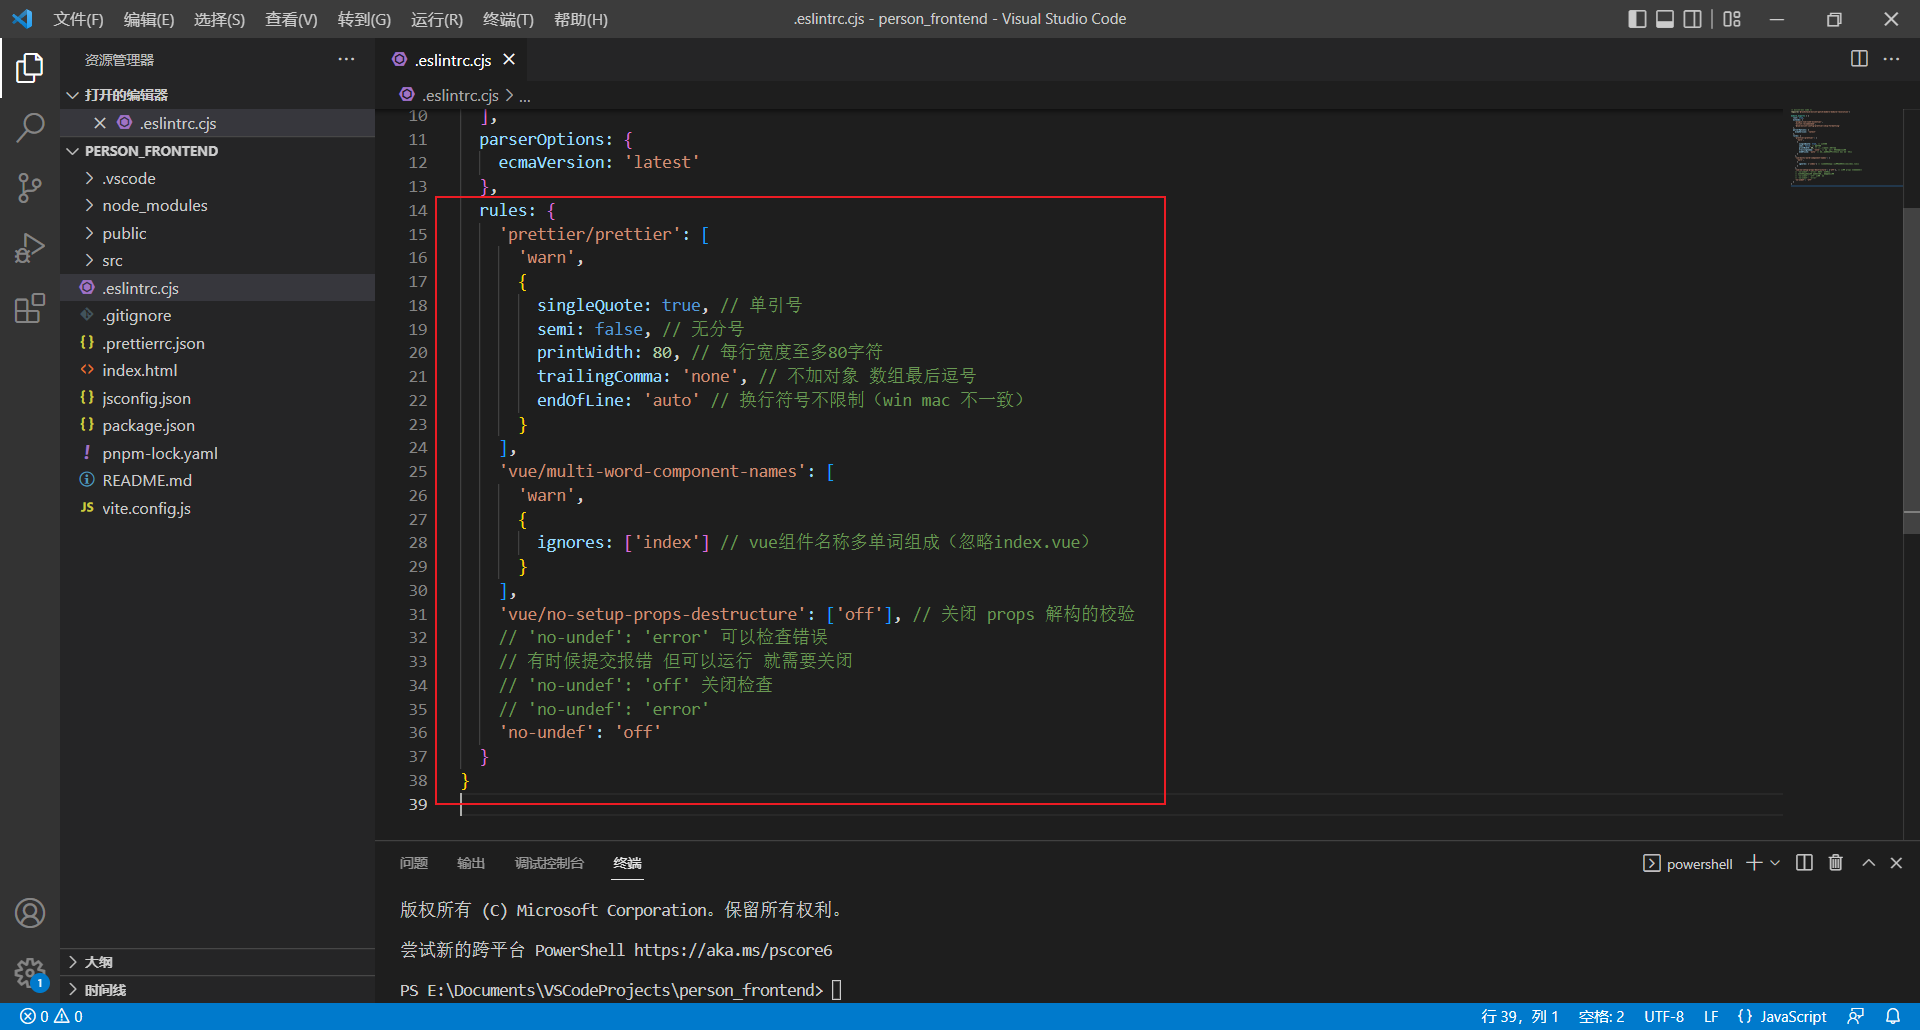 文件(F) 编辑(E) 选择(S) 查看(V) 转到(G) 运行(R) 终端(T) 帮助(H) .eslintrc.cjs - person_frontend - Visual Studio Code
资源管理器
打开的编辑器
.eslintrc.cjs
PERSON_FRONTEND
.vscode
node_modules
public
src
.eslintrc.cjs
.gitignore
.prettierrc.json
index.html
jsconfig.json
package.json
pnpm-lock.yaml
README.md
JS vite.config.js
大纲
时间线
1
.eslintrc.cjs
.eslintrc.cjs > ...
10 ],
11 parserOptions: {
12 ecmaVersion: 'latest'
13 },
14 rules: {
15 'prettier/prettier': [
16 'warn',
17 {
18 singleQuote: true, // 单引号
19 semi: false, // 无分号
20 printWidth: 80, // 每行宽度至多80字符
21 trailingComma: 'none', // 不加对象 数组最后逗号
22 endOfLine: 'auto' // 换行符号不限制（win mac 不一致）
23 }
24 ],
25 'vue/multi-word-component-names': [
26 'warn',
27 {
28 ignores: ['index'] // vue组件名称多单词组成（忽略index.vue）
29 }
30 ],
31 'vue/no-setup-props-destructure': ['off'], // 关闭 props 解构的校验
32 // 'no-undef': 'error' 可以检查错误
33 // 有时候提交报错 但可以运行 就需要关闭
34 // 'no-undef': 'off' 关闭检查
35 // 'no-undef': 'error'
36 'no-undef': 'off'
37 }
38 }
39
问题 输出 调试控制台 终端 powershell
版权所有 (C) Microsoft Corporation。保留所有权利。
尝试新的跨平台 PowerShell https://aka.ms/pscore6
PS E:\Documents\VSCodeProjects\person_frontend>
0 0 行 39，列 1 空格: 2 UTF-8 LF {} JavaScript